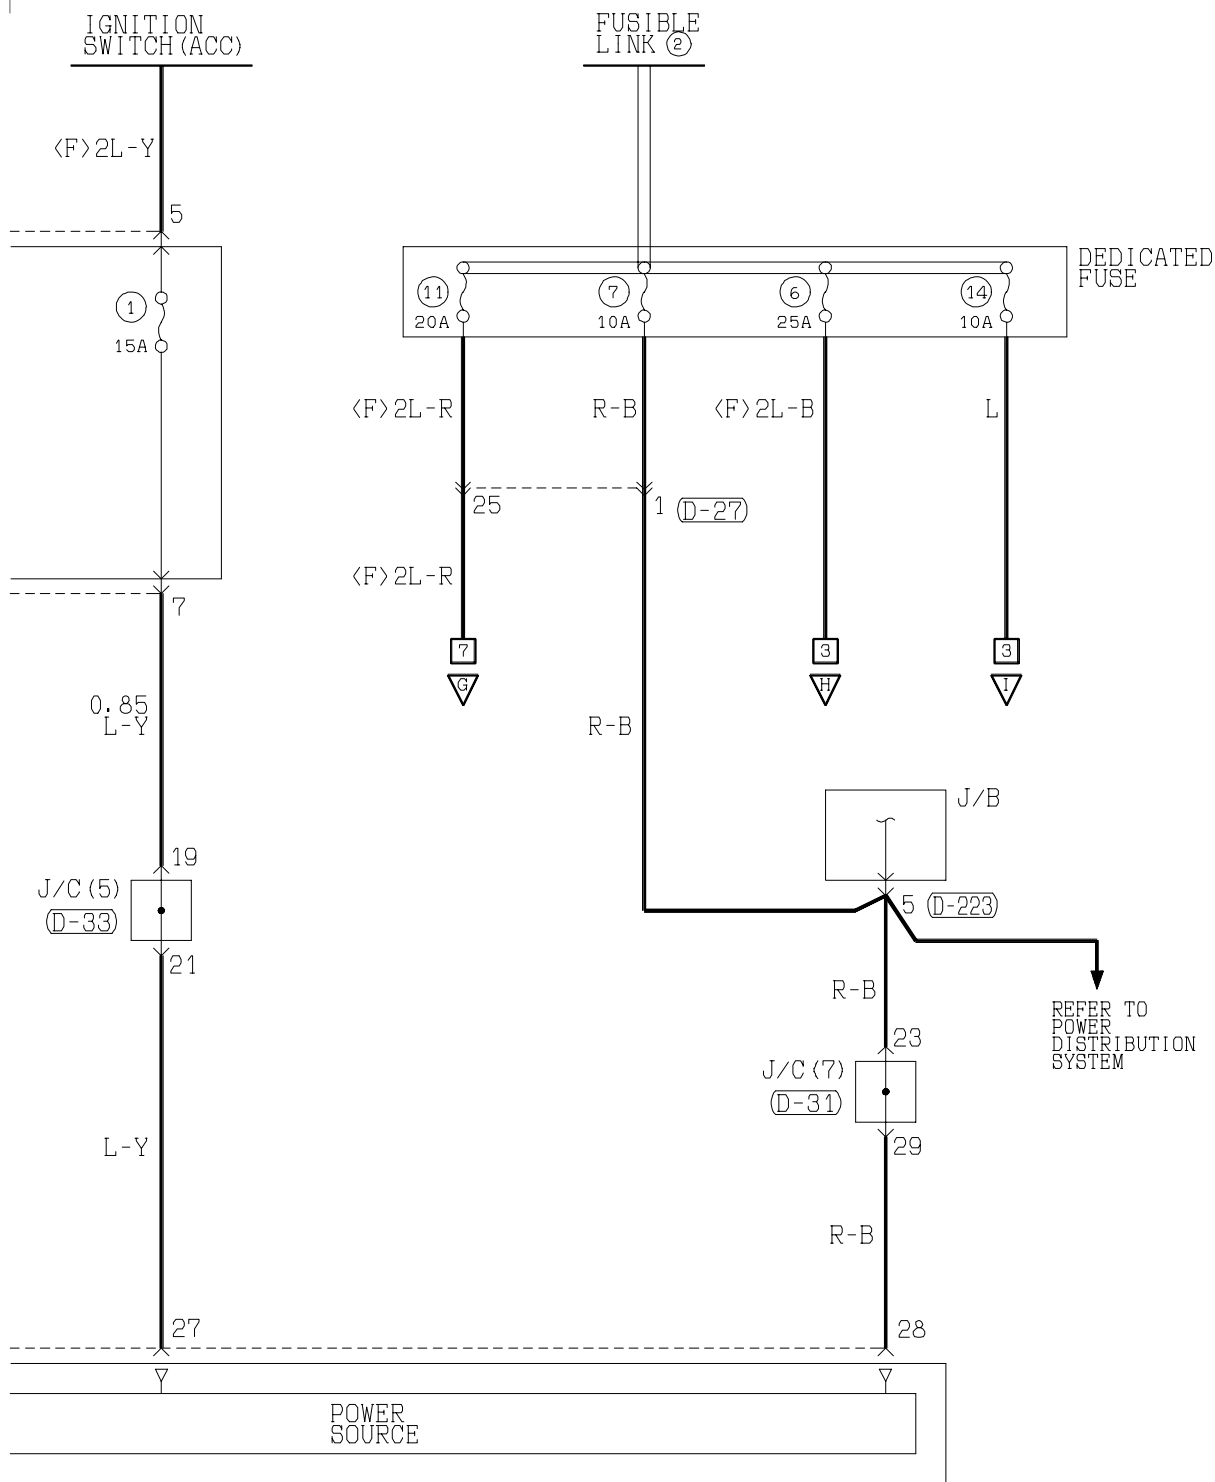 IGNITION
SWITCH(ACC)
FUSIBLE
LINK ②
<F>2L-Y
5
DEDICATED
FUSE
1
15A
11
20A
7
10A
6
25A
14
10A
<F>2L-R
R-B
<F>2L-B
L
25
1
D-27
<F>2L-R
7
7
3
3
G
H
I
0.85
L-Y
R-B
J/B
19
J/C(5)
D-33
5
D-223
21
R-B
REFER TO
POWER
DISTRIBUTION
SYSTEM
23
J/C(7)
D-31
L-Y
29
R-B
27
28
POWER
SOURCE